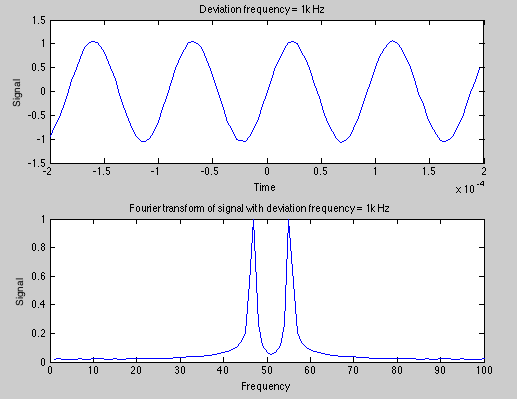 Deviation frequency = 1k Hz
1.5
1
0.5
0
-0.5
-1
-1.5
Signal
-2 -1.5 -1 -0.5 0 0.5 1 1.5 2
Time
x 10^-4
Fourier transform of signal with deviation frequency = 1k Hz
1
0.8
0.6
0.4
0.2
0
Signal
0 10 20 30 40 50 60 70 80 90 100
Frequency